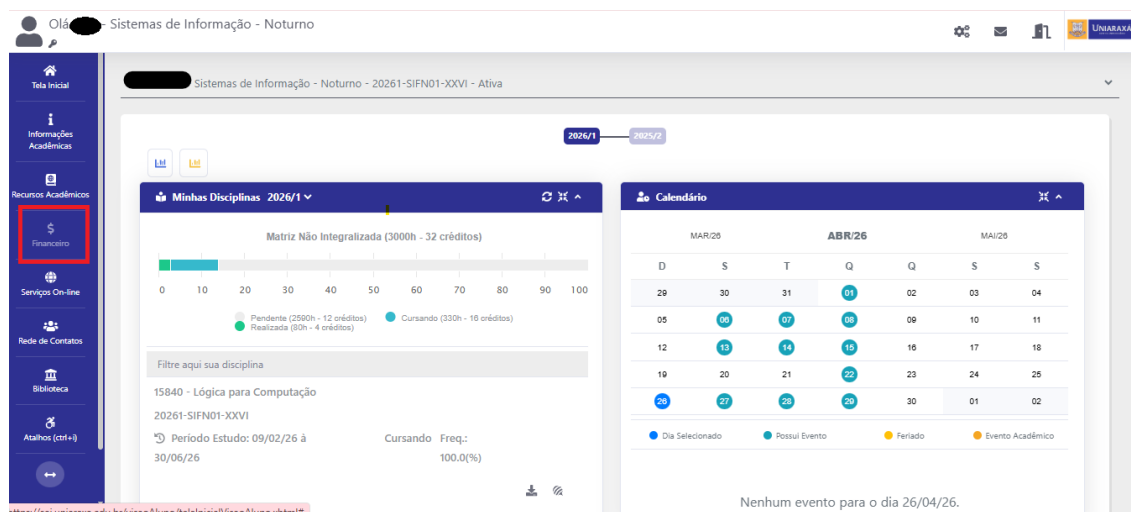 Olá - Sistemas de Informação - Noturno
UNIARAXÁ
Tela Inicial
Informações
Acadêmicas
Recursos Acadêmicos
$
Financeiro
Serviços On-line
Rede de Contatos
Biblioteca
Atalhos (ctrl+i)
Sistemas de Informação - Noturno - 20261-SIFN01-XXVI - Ativa
2026/1 2025/2
Minhas Disciplinas 2026/1
Matriz Não Integralizada (3000h - 32 créditos)
0 10 20 30 40 50 60 70 80 90 100
Pendente (2590h - 12 créditos) Cursando (330h - 16 créditos)
Realizada (80h - 4 créditos)
Filtre aqui sua disciplina
15840 - Lógica para Computação
20261-SIFN01-XXVI
Período Estudo: 09/02/26 á Cursando Freq.:
30/06/26 100.0(%)
Calendário
MAR/26 ABR/26 MAI/26
D S T Q Q S S
29 30 31 01 02 03 04
05 06 07 08 09 10 11
12 13 14 15 16 17 18
19 20 21 22 23 24 25
26 27 28 29 30 01 02
Dia Selecionado Possui Evento Feriado Evento Acadêmico
Nenhum evento para o dia 26/04/26.